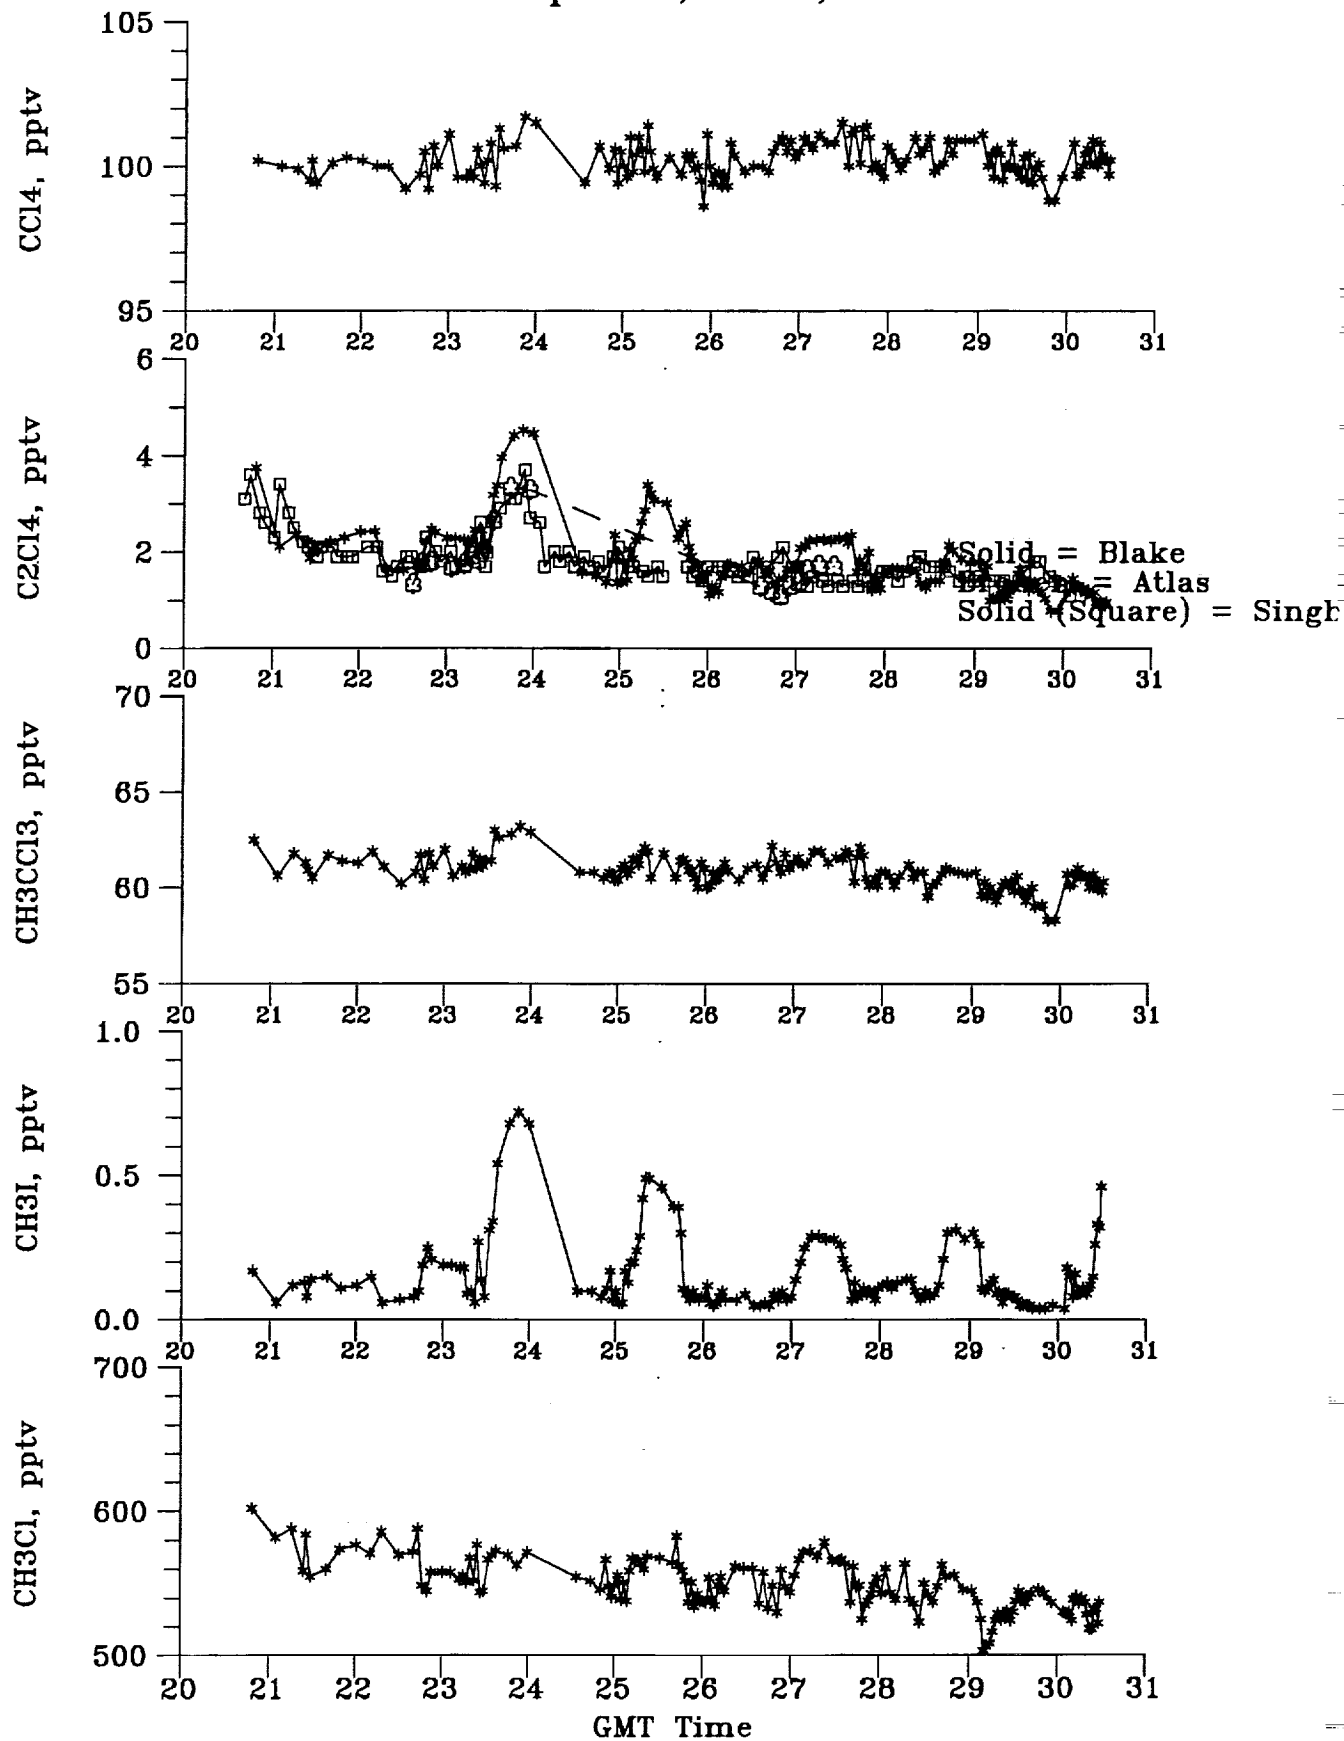 105
100
95
CCl4, pptv
20 21 22 23 24 25 26 27 28 29 30 31
6
4
2
0
C2Cl4, pptv
Solid = Blake
= Atlas
Solid (Square) = Singh
20 21 22 23 24 25 26 27 28 29 30 31
70
65
60
55
CH3CCl3, pptv
20 21 22 23 24 25 26 27 28 29 30 31
1.0
0.5
0.0
CH3I, pptv
20 21 22 23 24 25 26 27 28 29 30 31
700
600
500
CH3Cl, pptv
20 21 22 23 24 25 26 27 28 29 30 31
GMT Time